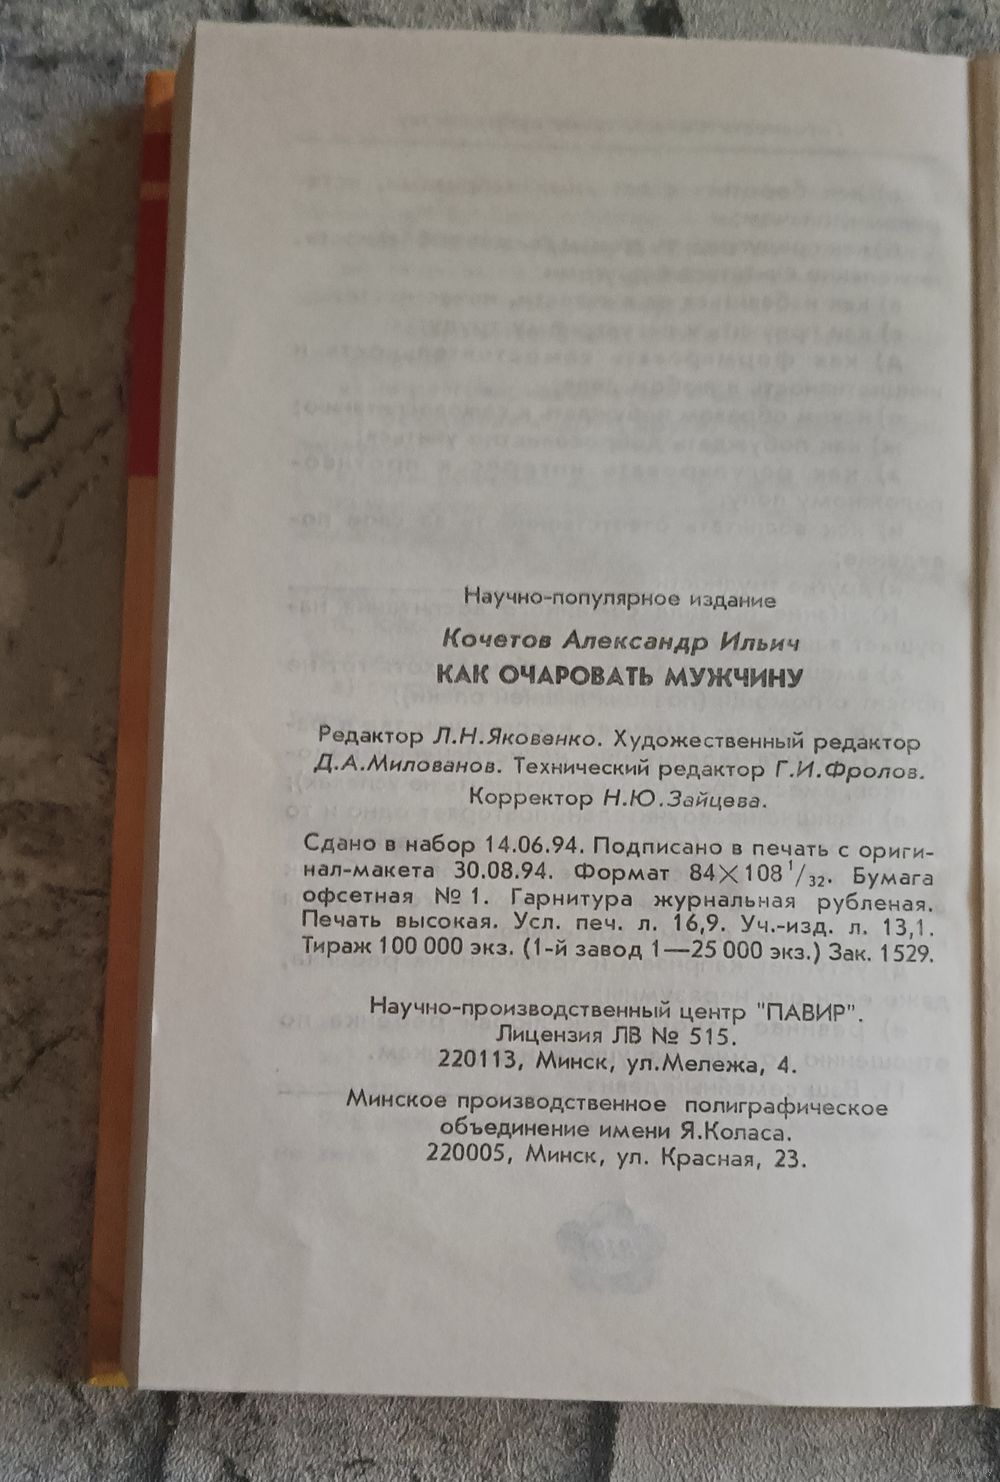 Научно-популярное издание
Кочетов Александр Ильич
КАК ОЧАРОВАТЬ МУЖЧИНУ
Редактор Л.Н.Яковенко. Художественный редактор
Д.А.Милованов. Технический редактор Г.И.Фролов.
Корректор Н.Ю.Зайцева.
Сдано в набор 14.06.94. Подписано в печать с ориги-
нал-макета 30.08.94. Формат 84×108 1/32. Бумага
офсетная №1. Гарнитура журнальная рубленая.
Печать высокая. Усл. печ. л. 16,9. Уч.-изд. л. 13,1.
Тираж 100 000 экз. (1-й завод 1—25 000 экз.) Зак. 1529.
Научно-производственный центр "ПАВИР".
Лицензия ЛВ № 515.
220113, Минск, ул.Мележа, 4.
Минское производственное полиграфическое
объединение имени Я.Коласа.
220005, Минск, ул. Красная, 23.